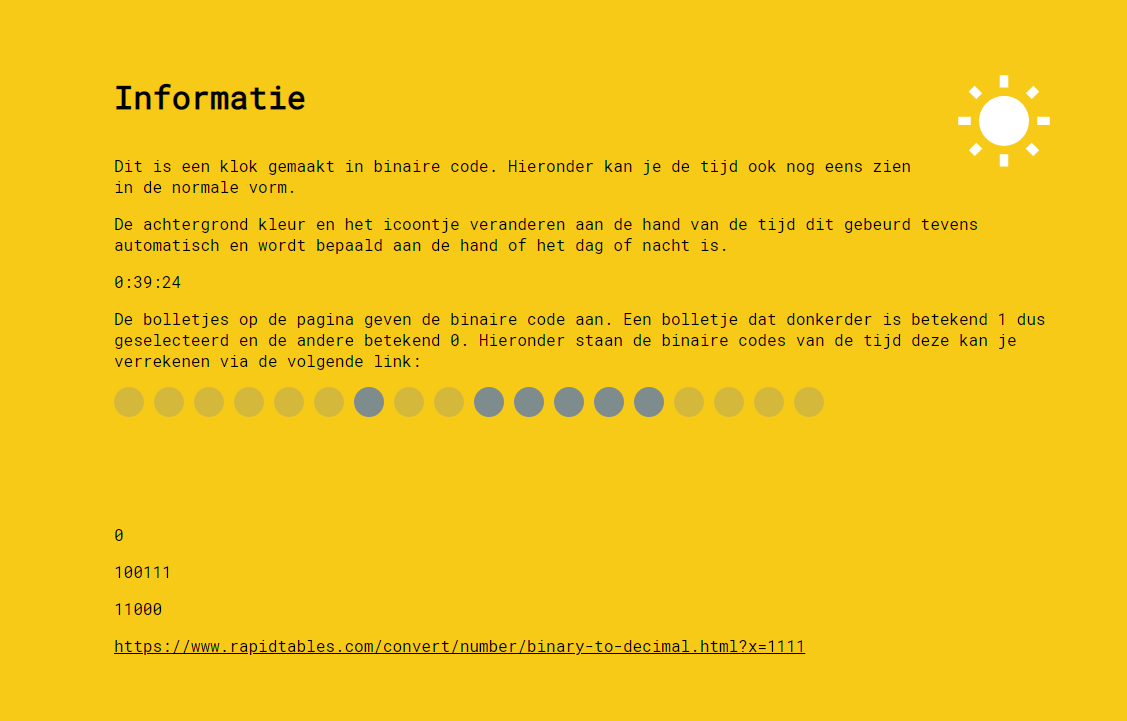 Informatie
Dit is een klok gemaakt in binaire code. Hieronder kan je de tijd ook nog eens zien
in de normale vorm.
De achtergrond kleur en het icoontje veranderen aan de hand van de tijd dit gebeurd tevens
automatisch en wordt bepaald aan de hand of het dag of nacht is.
0:39:24
De bolletjes op de pagina geven de binaire code aan. Een bolletje dat donkerder is betekend 1 dus
geselecteerd en de andere betekend 0. Hieronder staan de binaire codes van de tijd deze kan je
verrekenen via de volgende link:
0
100111
11000
https://www.rapidtables.com/convert/number/binary-to-decimal.html?x=1111